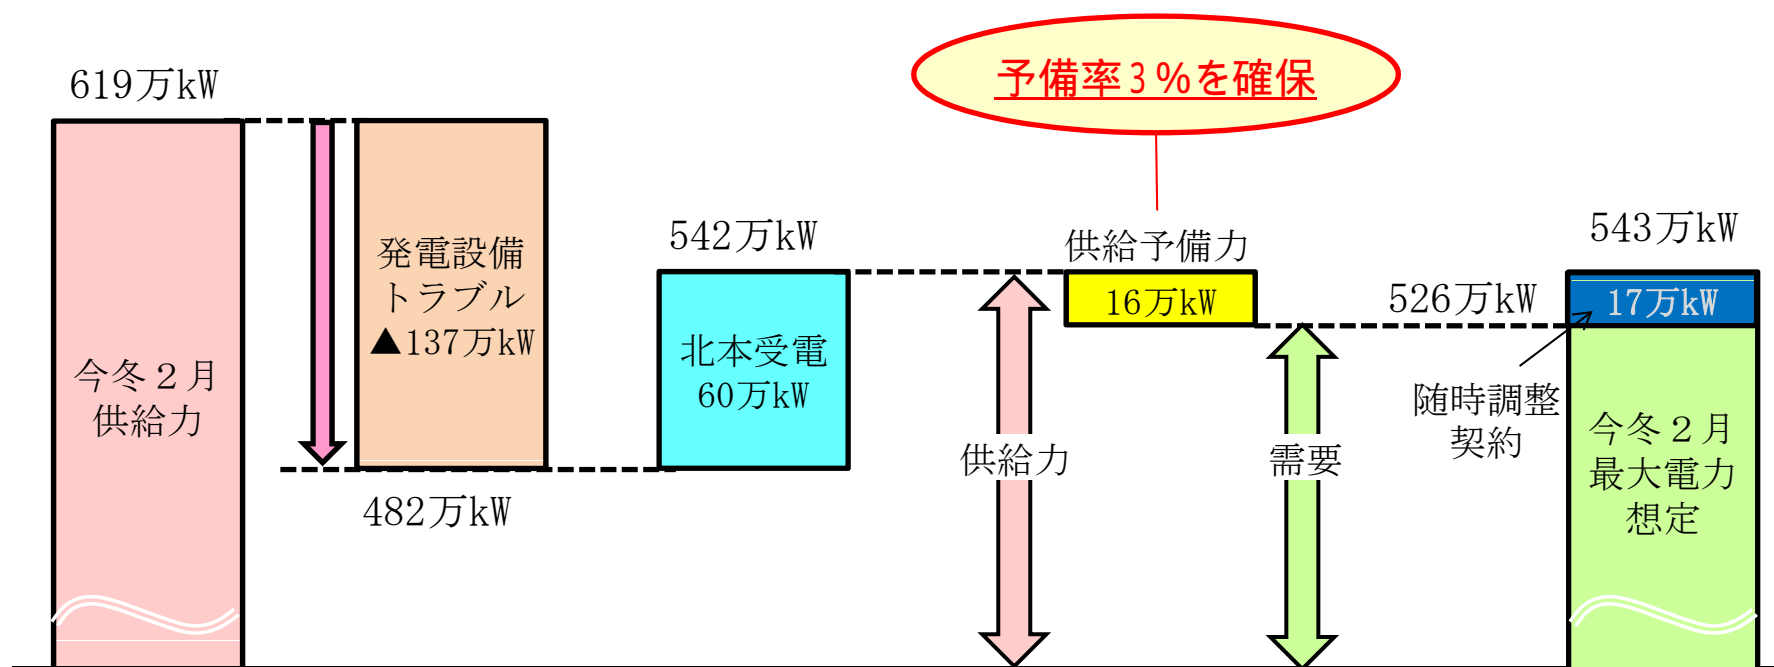 予備率3%を確保
619万kW
発電設備
トラブル
▲137万kW
今冬2月
供給力
482万kW
542万kW
北本受電
60万kW
供給予備力
16万kW
供給力
需要
526万kW
随時調整
契約
543万kW
17万kW
今冬2月
最大電力
想定